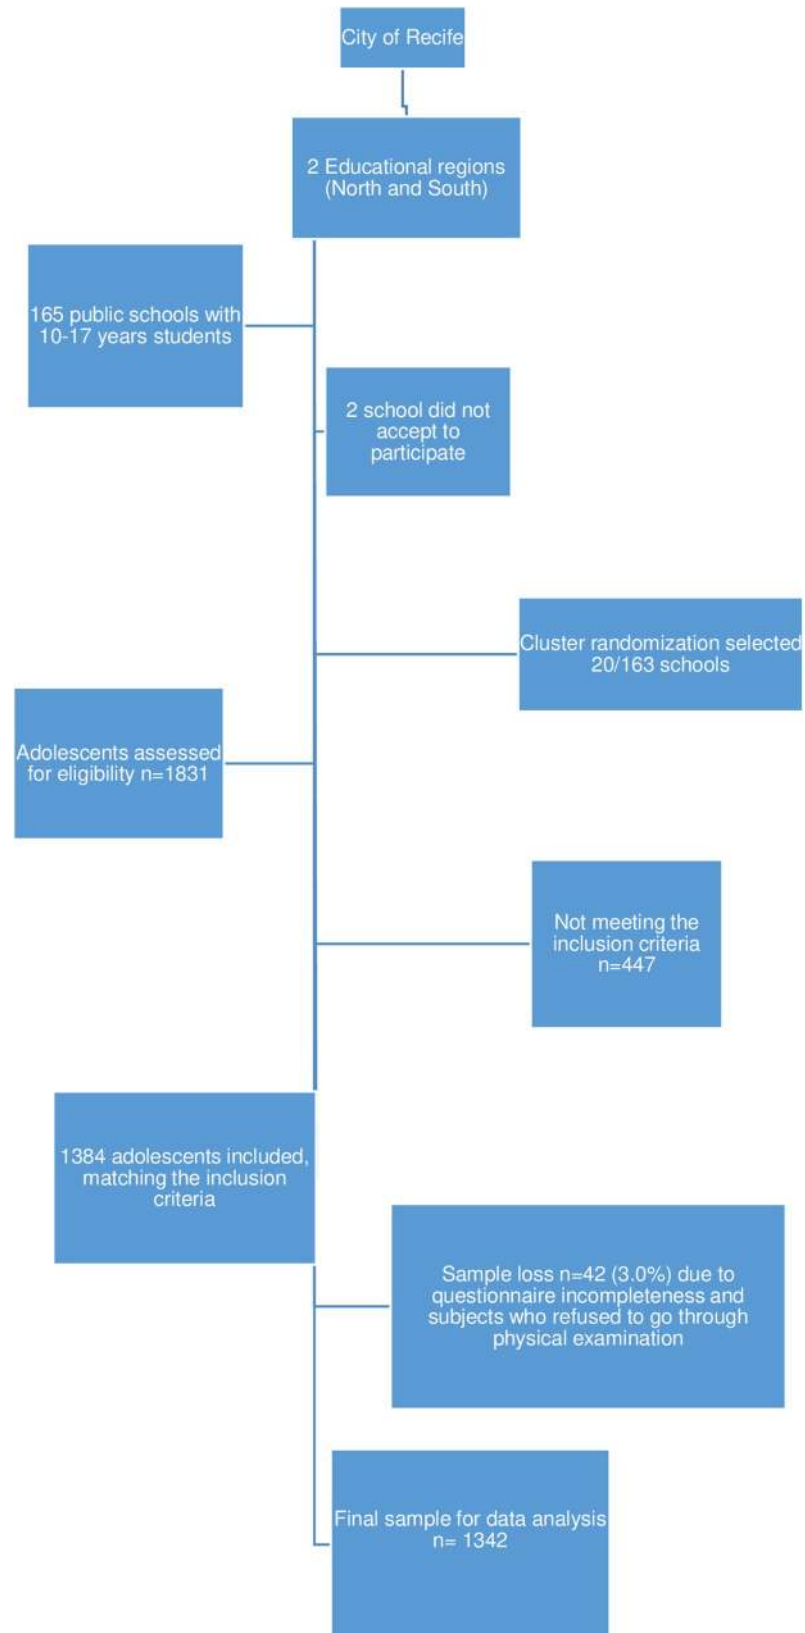 City of Recife
2 Educational regions
(North and South)
165 public schools with
10-17 years students
2 school did not
accept to
participate
Cluster randomization selected
20/163 schools
Adolescents assessed
for eligibility n=1831
Not meeting the
inclusion criteria
n=447
1384 adolescents included,
matching the inclusion
criteria
Sample loss n=42 (3.0%) due to
questionnaire incompleteness and
subjects who refused to go through
physical examination
Final sample for data analysis
n= 1342